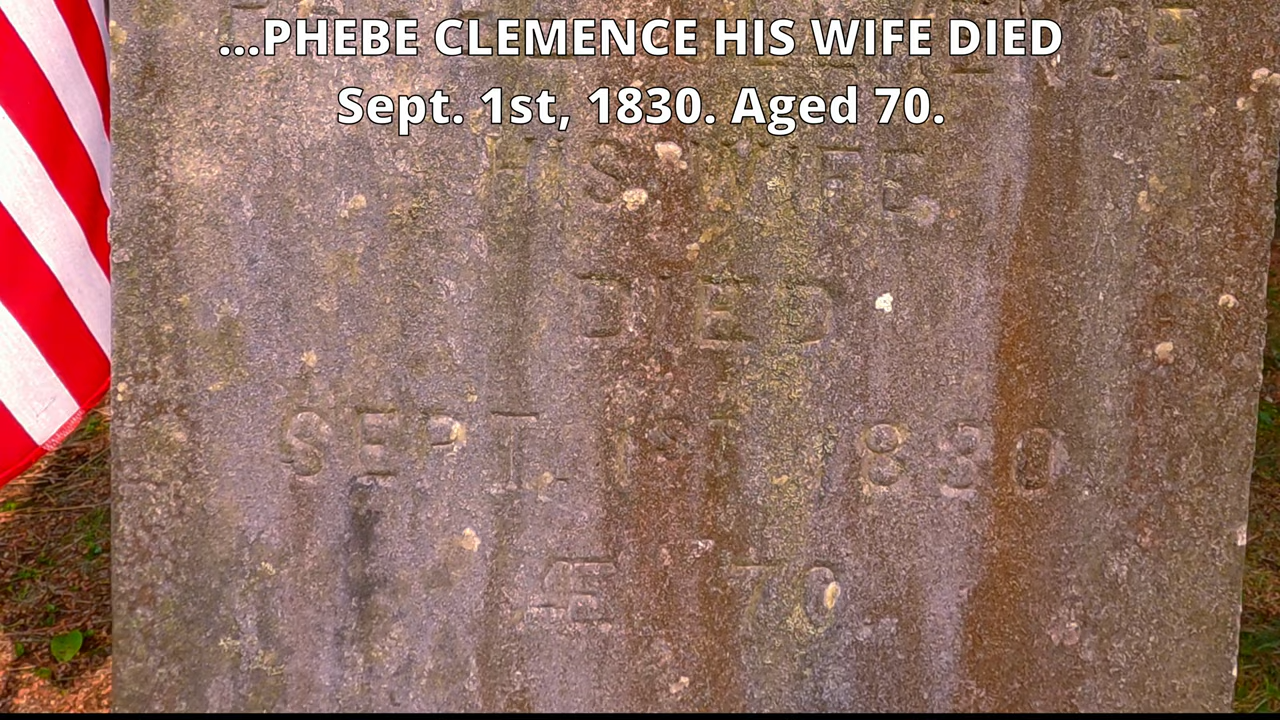 ...PHEBE CLEMENCE HIS WIFE DIED
Sept. 1st, 1830. Aged 70.
HIS WIFE
DIED
SEPT. 1ST. 1830
Æ 70